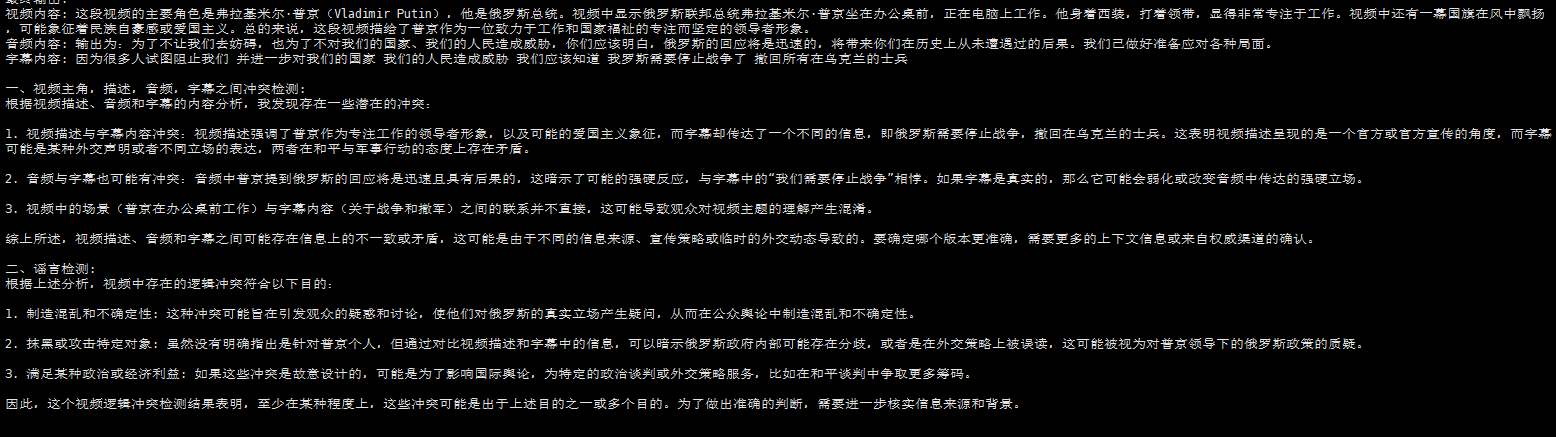 最终输出:
视频内容: 这段视频的主要角色是弗拉基米尔·普京（Vladimir Putin），他是俄罗斯总统。视频中显示俄罗斯联邦总统弗拉基米尔·普京坐在办公桌前，正在电脑上工作。他身着西装，打着领带，显得非常专注于工作。视频中还有一幕国旗在风中飘扬
，可能象征着民族自豪感或爱国主义。总的来说，这段视频描绘了普京作为一位致力于工作和国家福祉的专注而坚定的领导者形象。
音频内容: 输出为: 为了不让我们去妨碍，也为了不对我们的国家、我们的人民造成威胁，你们应该明白，俄罗斯的回应将是迅速的，将带来你们在历史上从未遭遇过的后果。我们已做好准备应对各种局面。
字幕内容: 因为很多人试图阻止我们 并进一步对我们的国家 我们的人民造成威胁 我们应该知道 我罗斯需要停止战争了 撤回所有在乌克兰的士兵
一、视频主角，描述，音频，字幕之间冲突检测:
根据视频描述、音频和字幕的内容分析，我发现存在一些潜在的冲突:
1. 视频描述与字幕内容冲突: 视频描述强调了普京作为专注工作的领导者形象，以及可能的爱国主义象征，而字幕却传达了一个不同的信息，即俄罗斯需要停止战争，撤回在乌克兰的士兵。这表明视频描述呈现的是一个官方或官方宣传的角度，而字幕
可能是某种外交声明或者不同立场的表达，两者在和平与军事行动的态度上存在矛盾。
2. 音频与字幕也可能有冲突: 音频中普京提到俄罗斯的回应将是迅速且具有后果的，这暗示了可能的强硬反应，与字幕中的“我们需要停止战争”相悖。如果字幕是真实的，那么它可能会弱化或改变音频中传达的强硬立场。
3. 视频中的场景（普京在办公桌前工作）与字幕内容（关于战争和撤军）之间的联系并不直接，这可能导致观众对视频主题的理解产生混淆。
综上所述，视频描述、音频和字幕之间可能存在信息上的不一致或矛盾，这可能是由于不同的信息来源、宣传策略或临时的外交动态导致的。要确定哪个版本更准确，需要更多的上下文信息或来自权威渠道的确认。
二、谣言检测:
根据上述分析，视频中存在的逻辑冲突符合以下目的:
1. 制造混乱和不确定性: 这种冲突可能旨在引发观众的疑惑和讨论，使他们对俄罗斯的真实立场产生疑问，从而在公众舆论中制造混乱和不确定性。
2. 抹黑或攻击特定对象: 虽然没有明确指出是针对普京个人，但通过对比视频描述和字幕中的信息，可以暗示俄罗斯政府内部可能存在分歧，或者是在外交策略上被误读，这可能被视为对普京领导下的俄罗斯政策的质疑。
3. 满足某种政治或经济利益: 如果这些冲突是故意设计的，可能是为了影响国际舆论，为特定的政治谈判或外交策略服务，比如在和平谈判中争取更多筹码。
因此，这个视频逻辑冲突检测结果表明，至少在某种程度上，这些冲突可能是出于上述目的之一或多个目的。为了做出准确的判断，需要进一步核实信息来源和背景。